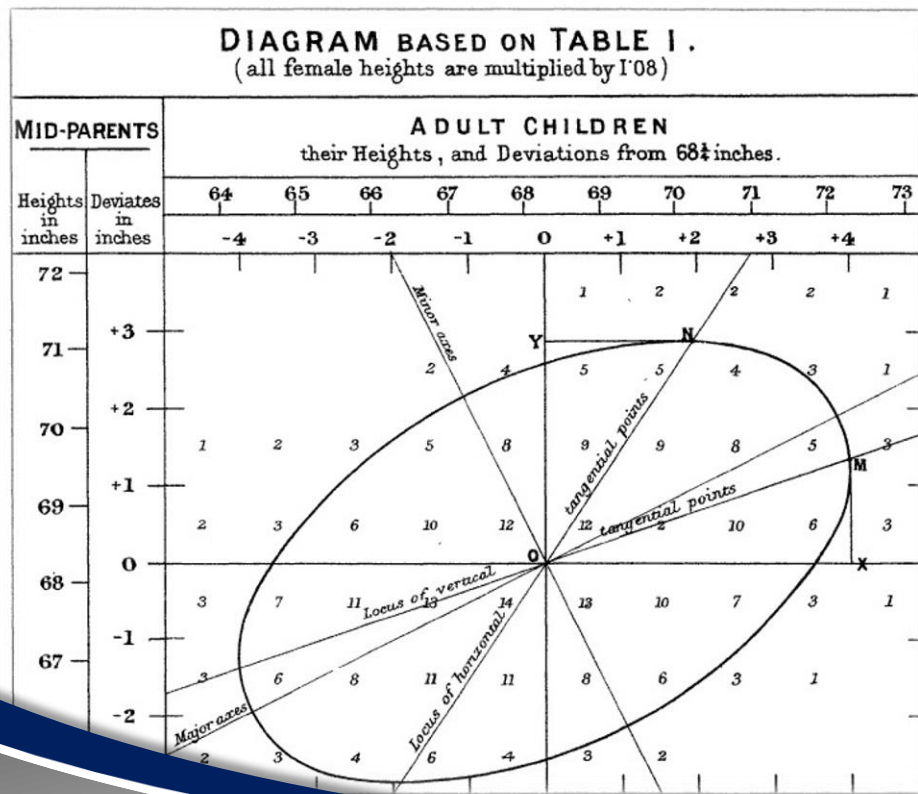 DIAGRAM BASED ON TABLE I.
(all female heights are multiplied by 1'08)
MID-PARENTS
ADULT CHILDREN
their Heights, and Deviations from 68¼ inches.
Heights in inches
Deviates in inches
64 65 66 67 68 69 70 71 72 73
-4 -3 -2 -1 0 +1 +2 +3 +4
72
1 2 2 2 1
Minor axes
+3
Y N
71
2 4 5 5 4 3 1
+2
70
1 2 3 5 8 9 9 8 5 3
tangential points
M
+1
tangential points
69
2 3 6 10 12 12 2 10 6 3
0 O X
68
Locus of vertical
3 7 11 13 14 13 10 7 3 1
-1
Locus of horizontal
67
3 6 8 11 11 8 6 3 1
-2
Major axes
2 3 4 6 4 3 2